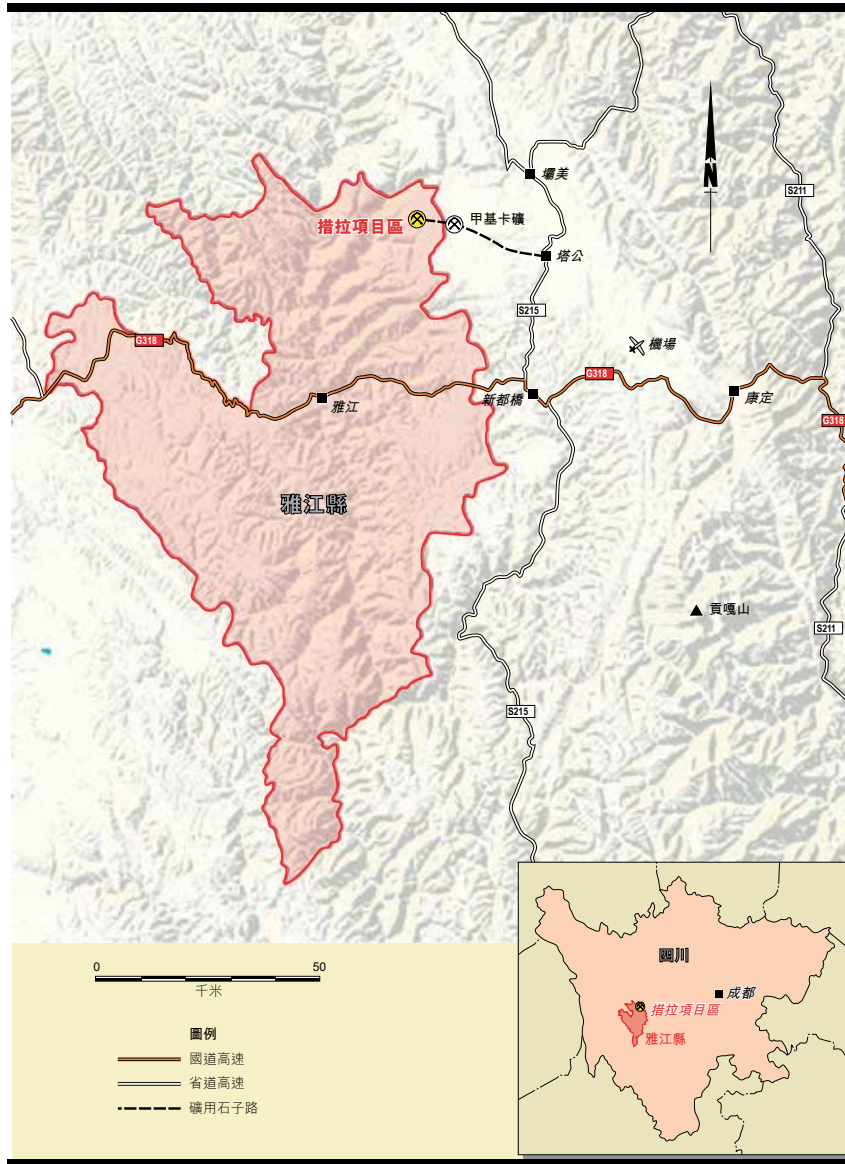 N
S211
壩美
措拉項目區
甲基卡礦
塔公
S215
G318
機場
G318
雅江
新都橋
康定
G318
雅江縣
貢嘎山
S211
S215
0 50
千米
圖例
國道高速
省道高速
礦用石子路
四川
成都
措拉項目區
雅江縣